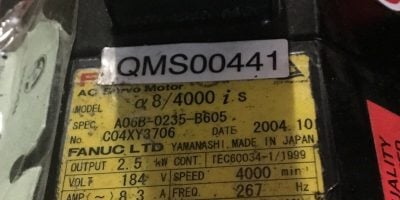 QMS00441
AC Servo Motor
MODEL α8/4000 i s
SPEC. A06B-0235-B605
No. C04XY3706 DATE 2004.10
FANUC LTD YAMANASHI. MADE IN JAPAN
OUTPUT 2.5 kW CONT. IEC60034-1/1999
VOLT 184 V SPEED 4000 min
AMP(~) 8.3 A FREQ. 267 Hz
QUALITY